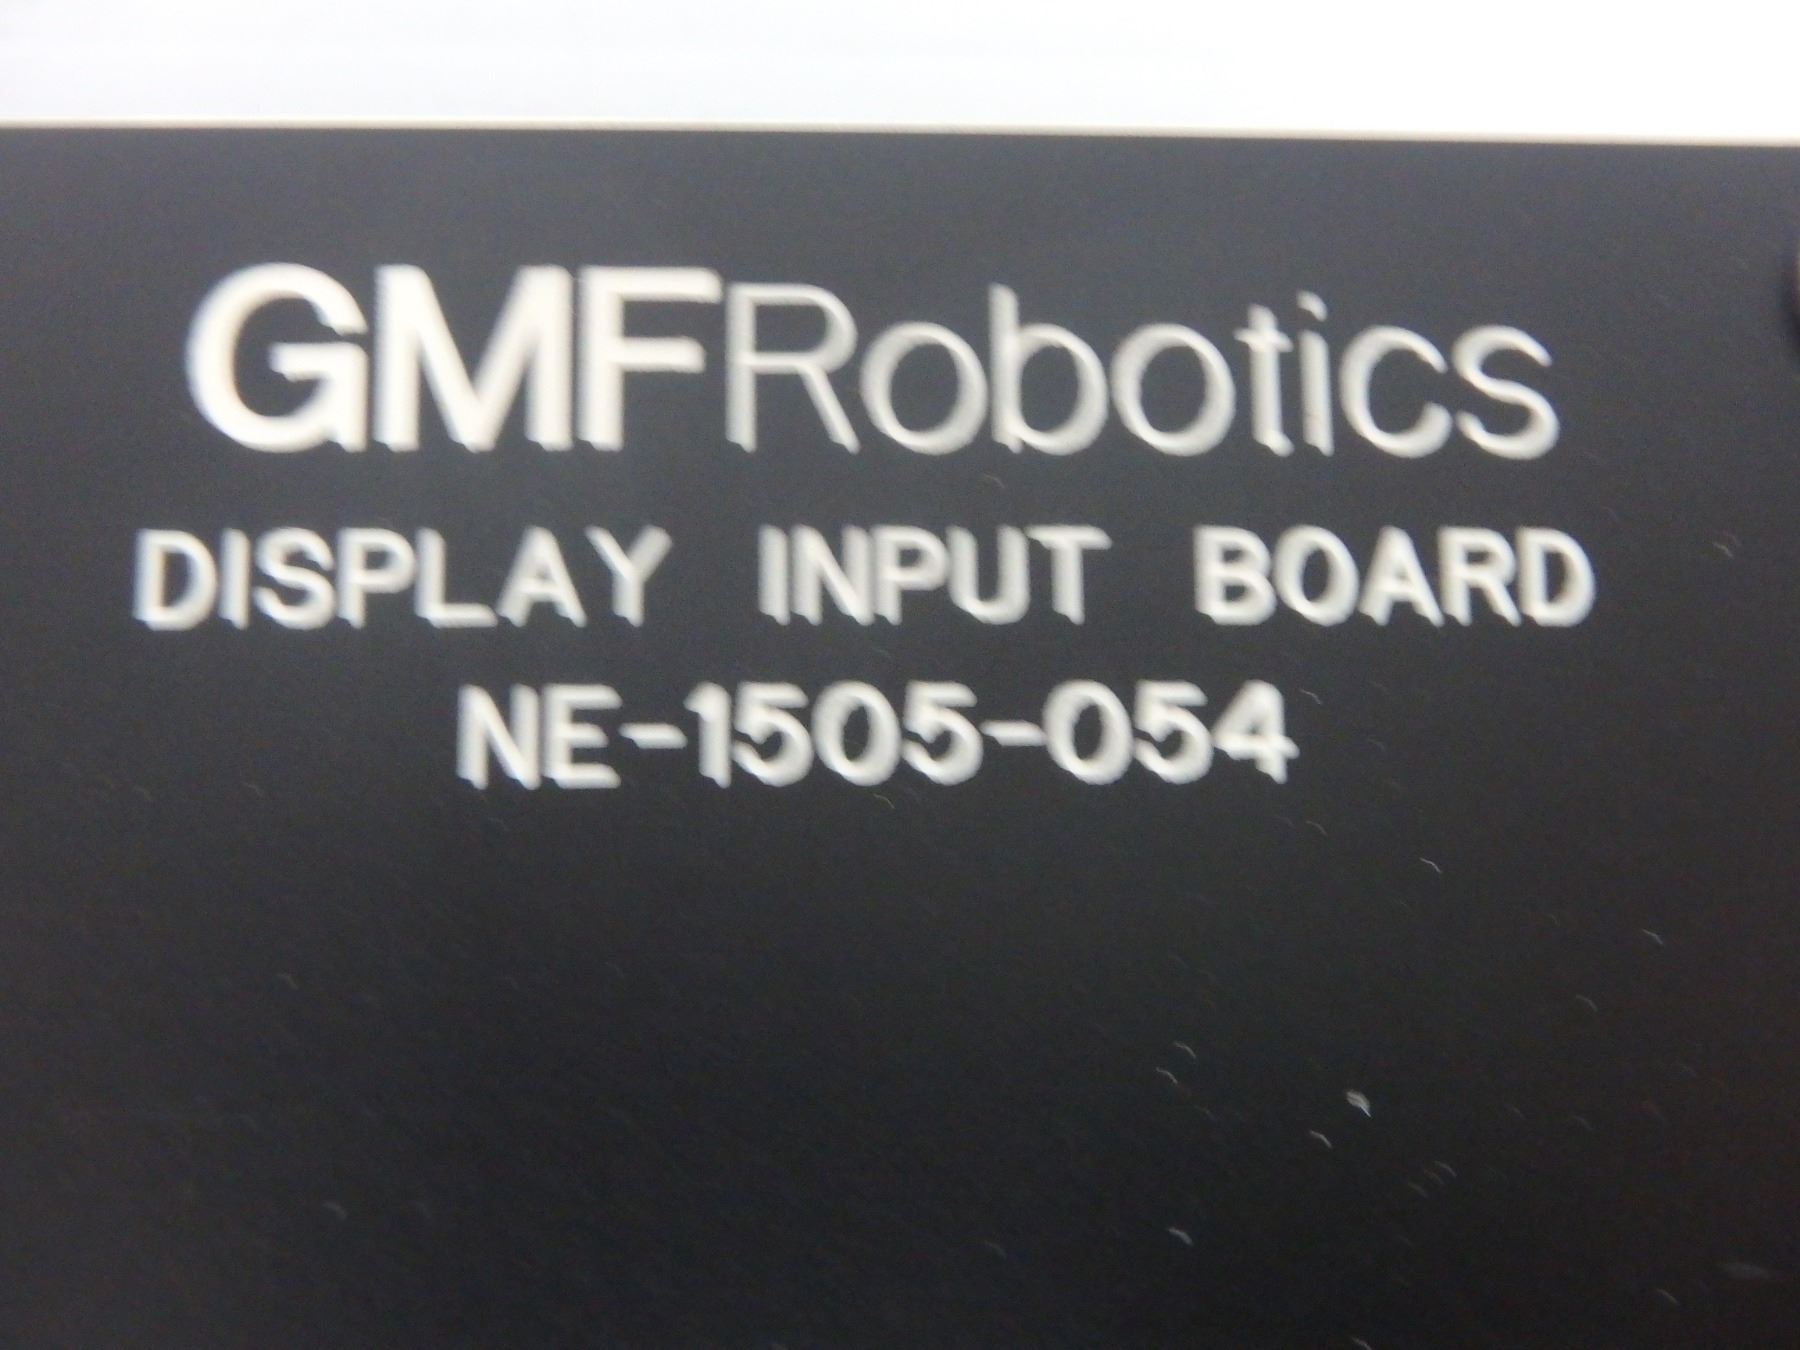 GMFRobotics
DISPLAY INPUT BOARD
NE-1505-054